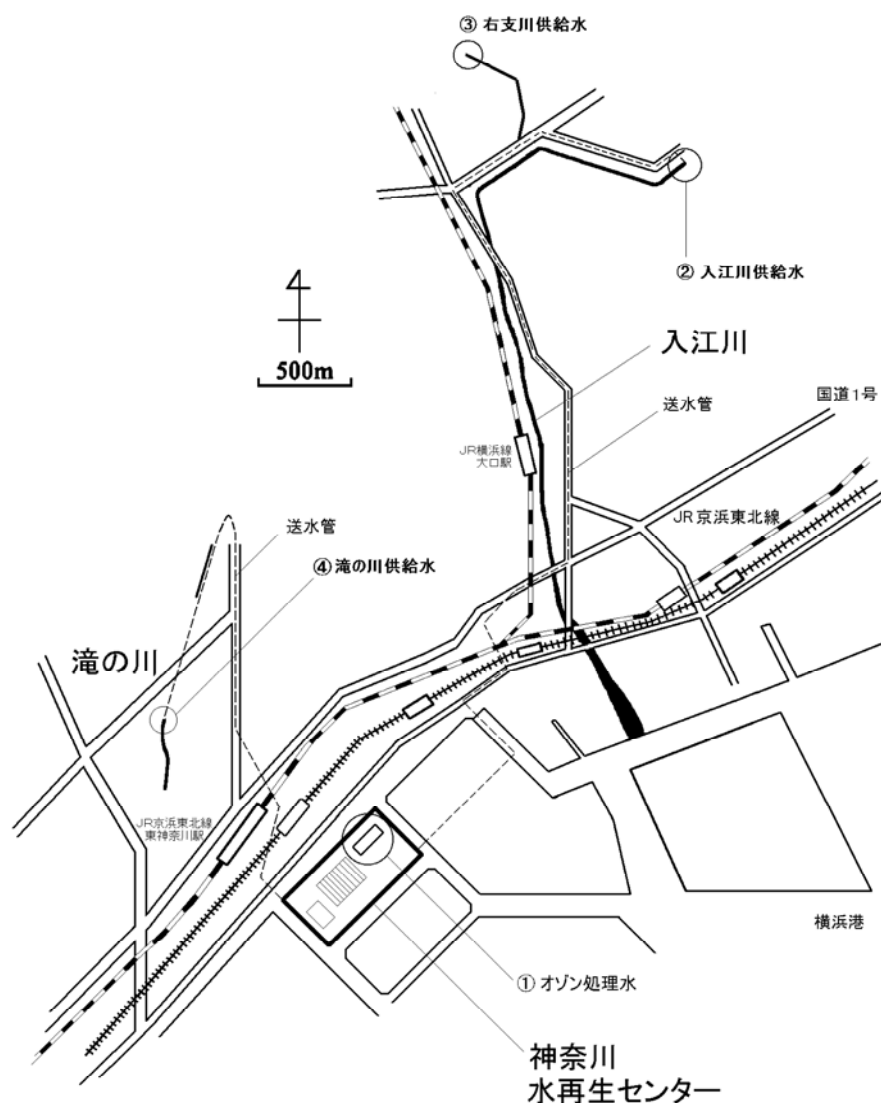 ③ 右支川供給水
② 入江川供給水
500m
入江川
国道1号
送水管
JR横浜線
大口駅
JR京浜東北線
送水管
④滝の川供給水
滝の川
JR京浜東北線
東神奈川駅
横浜港
① オゾン処理水
神奈川
水再生センター